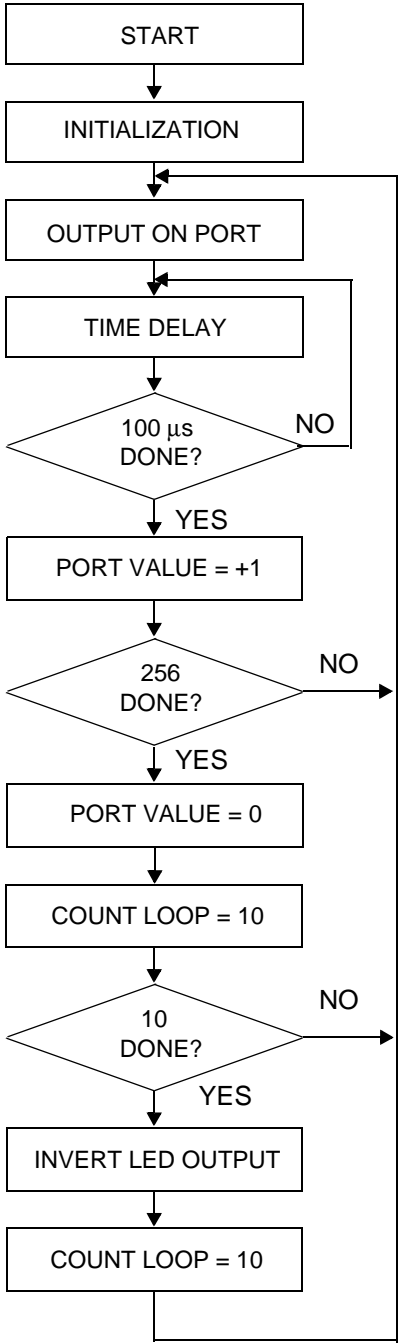 START
INITIALIZATION
OUTPUT ON PORT
TIME DELAY
100 μs
DONE?
NO
YES
PORT VALUE = +1
256
DONE?
NO
YES
PORT VALUE = 0
COUNT LOOP = 10
10
DONE?
NO
YES
INVERT LED OUTPUT
COUNT LOOP = 10